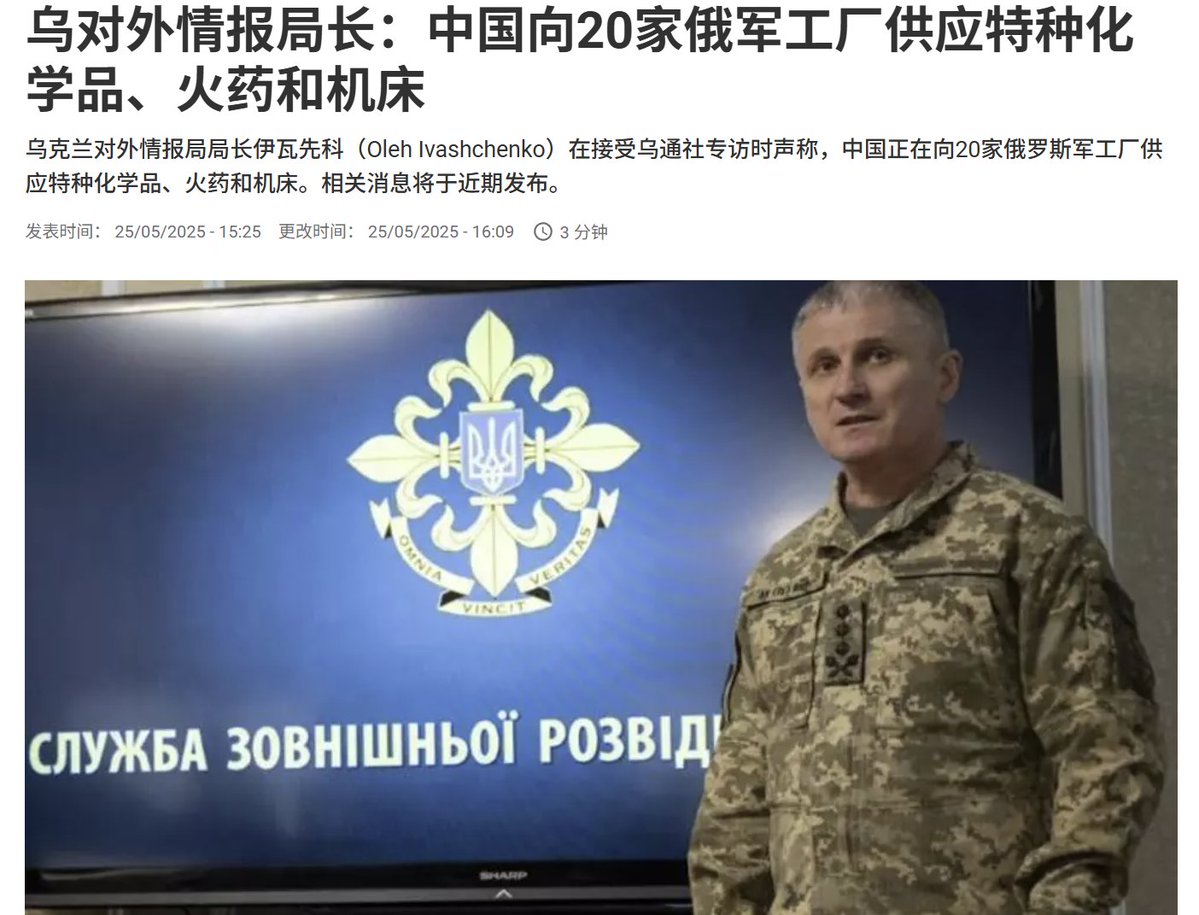 乌对外情报局长：中国向20家俄军工厂供应特种化
学品、火药和机床
乌克兰对外情报局局长伊瓦先科（Oleh Ivashchenko）在接受乌通社专访时声称，中国正在向20家俄罗斯军工厂供
应特种化学品、火药和机床。相关消息将于近期发布。
发表时间： 25/05/2025 - 15:25 更改时间： 25/05/2025 - 16:09 3 分钟
OMNIA
VINCIT
VERITAS
СЛУЖБА ЗОВНІШНЬОЇ РОЗВІД
SHARP